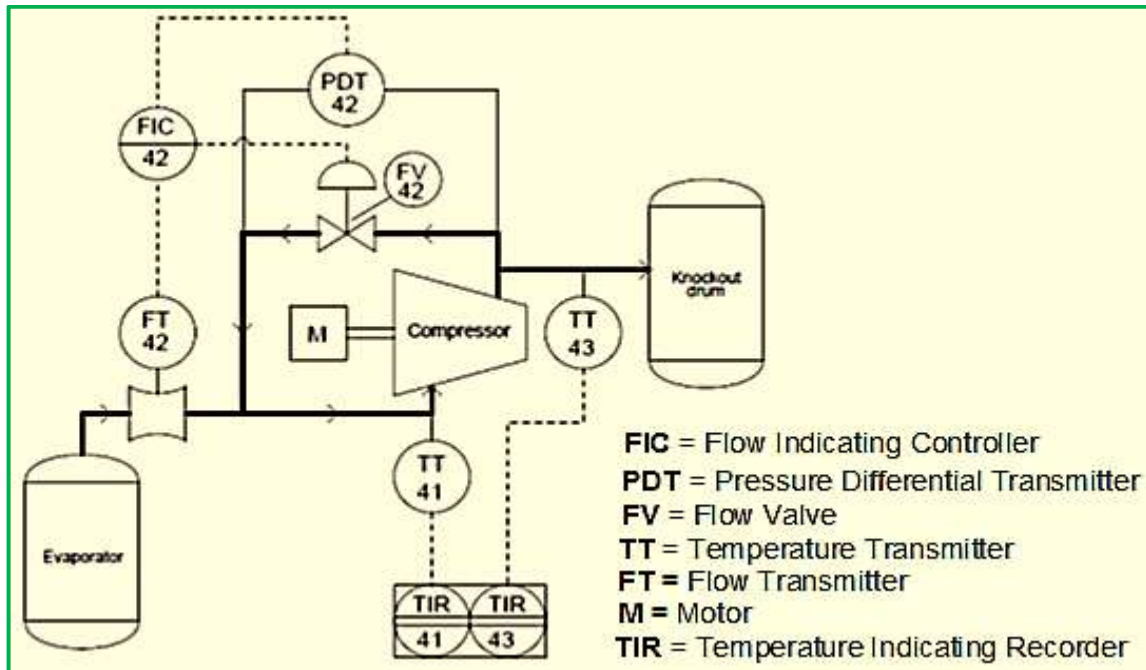 PDT
42
FIC
42
FV
42
FT
42
M
Compressor
TT
43
Knockout
drum
TT
41
Evaporator
TIR
41
TIR
43
FIC = Flow Indicating Controller
PDT = Pressure Differential Transmitter
FV = Flow Valve
TT = Temperature Transmitter
FT = Flow Transmitter
M = Motor
TIR = Temperature Indicating Recorder